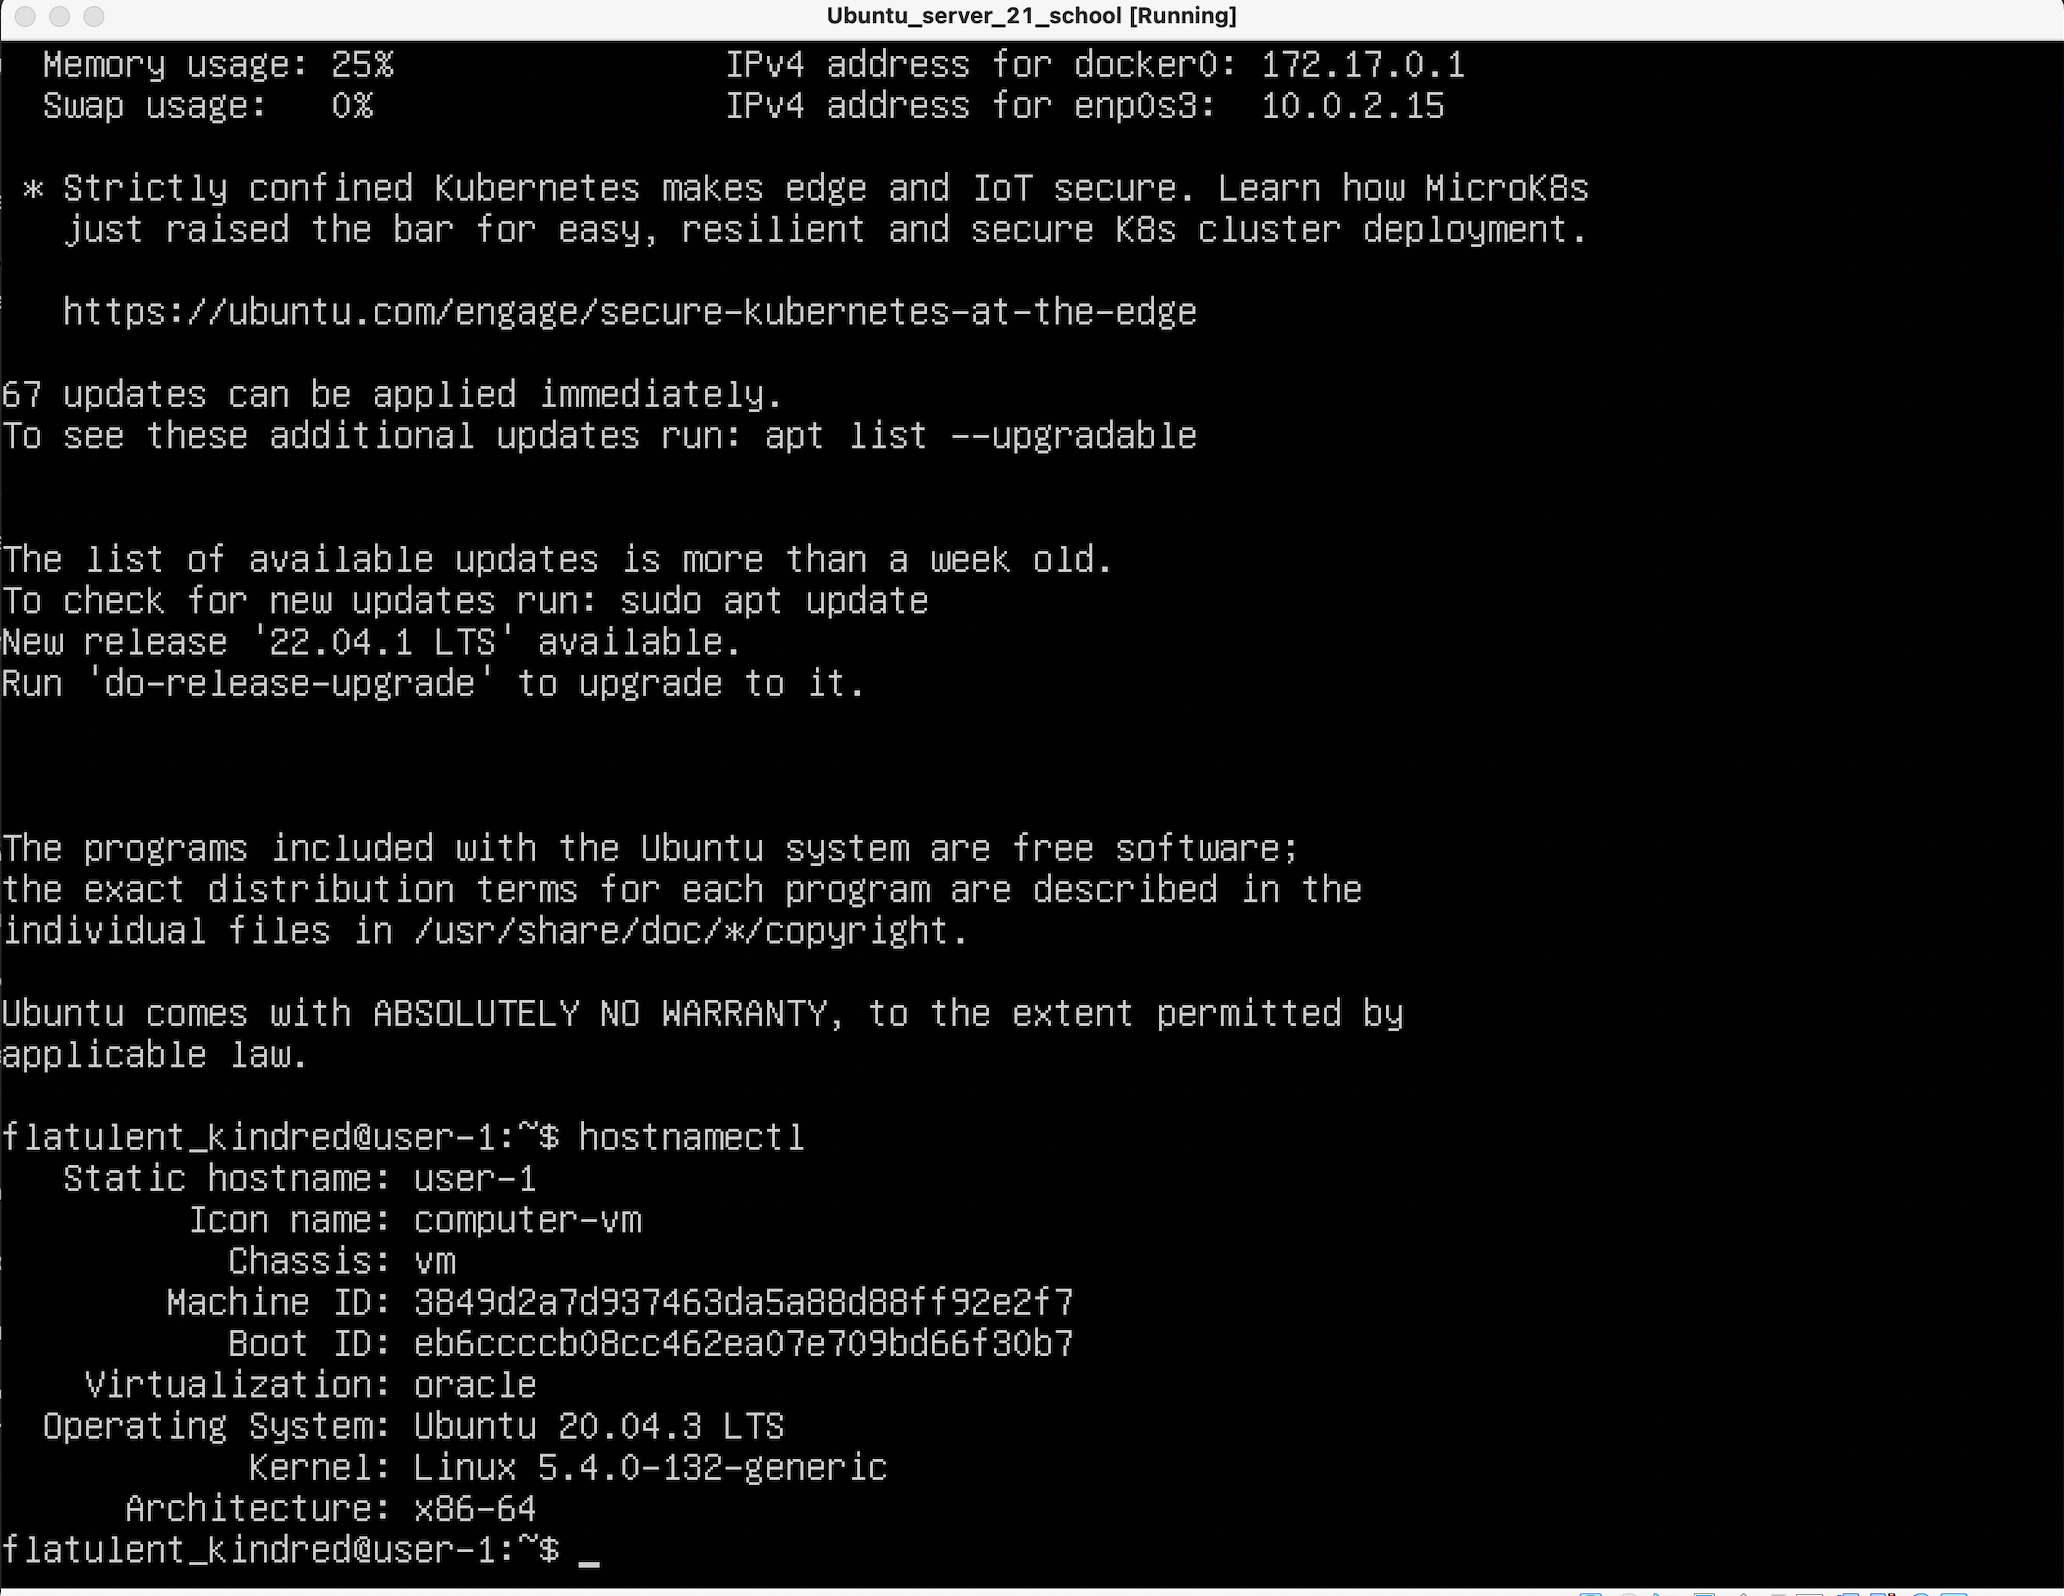 Ubuntu_server_21_school [Running]
Memory usage: 25% IPv4 address for docker0: 172.17.0.1
Swap usage: 0% IPv4 address for enp0s3: 10.0.2.15
* Strictly confined Kubernetes makes edge and IoT secure. Learn how MicroK8s
just raised the bar for easy, resilient and secure K8s cluster deployment.
https://ubuntu.com/engage/secure-kubernetes-at-the-edge
67 updates can be applied immediately.
To see these additional updates run: apt list --upgradable
The list of available updates is more than a week old.
To check for new updates run: sudo apt update
New release '22.04.1 LTS' available.
Run 'do-release-upgrade' to upgrade to it.
The programs included with the Ubuntu system are free software;
the exact distribution terms for each program are described in the
individual files in /usr/share/doc/*/copyright.
Ubuntu comes with ABSOLUTELY NO WARRANTY, to the extent permitted by
applicable law.
flatulent_kindred@user-1:~$ hostnamectl
Static hostname: user-1
Icon name: computer-vm
Chassis: vm
Machine ID: 3849d2a7d937463da5a88d88ff92e2f7
Boot ID: eb6ccccb08cc462ea07e709bd66f30b7
Virtualization: oracle
Operating System: Ubuntu 20.04.3 LTS
Kernel: Linux 5.4.0-132-generic
Architecture: x86-64
flatulent_kindred@user-1:~$ _